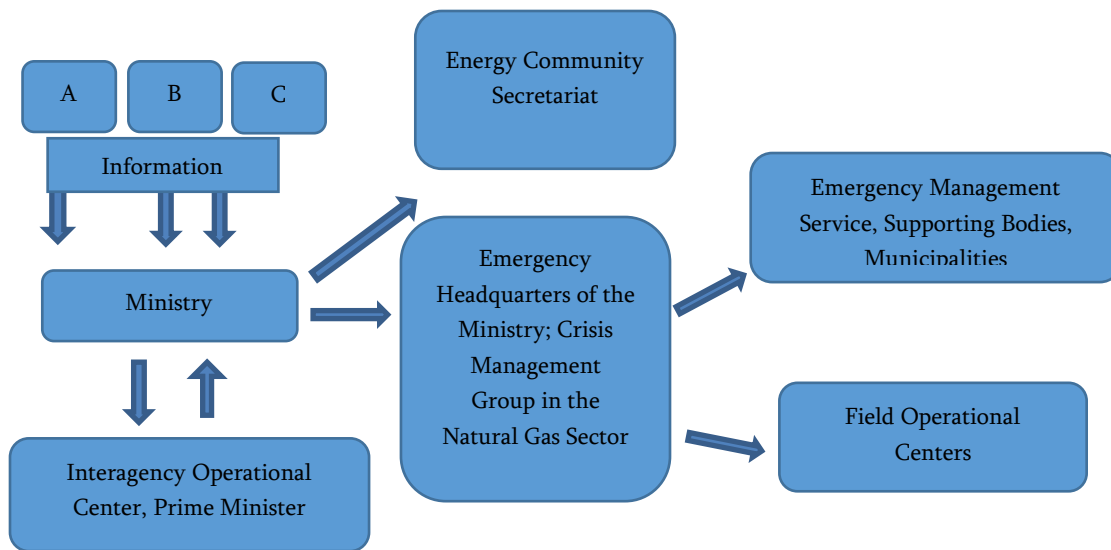 A
B
C
Information
Ministry
Interagency Operational
Center, Prime Minister
Energy Community
Secretariat
Emergency
Headquarters of the
Ministry; Crisis
Management
Group in the
Natural Gas Sector
Emergency Management
Service, Supporting Bodies,
Municipalities
Field Operational
Centers